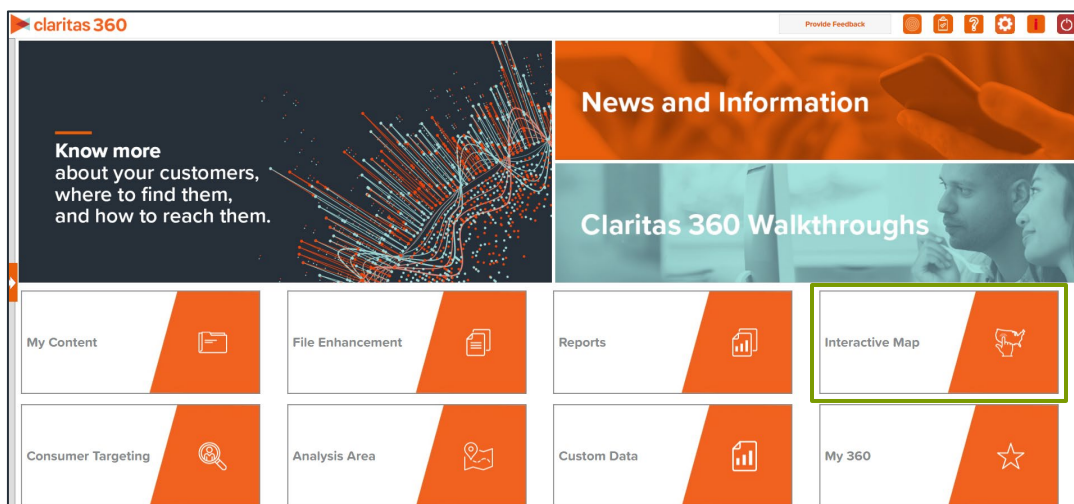 claritas 360
Provide Feedback
Know more
about your customers,
where to find them,
and how to reach them.
News and Information
Claritas 360 Walkthroughs
My Content
File Enhancement
Reports
Interactive Map
Consumer Targeting
Analysis Area
Custom Data
My 360